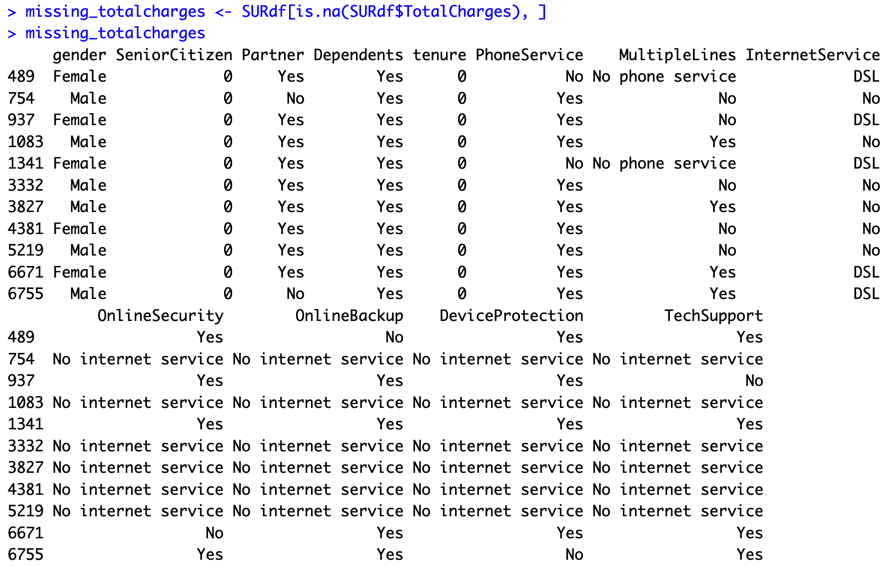 > missing_totalcharges <- SURdf[is.na(SURdf$TotalCharges), ]
> missing_totalcharges
     gender SeniorCitizen Partner Dependents tenure PhoneService     MultipleLines InternetService
489  Female             0     Yes        Yes      0           No No phone service             DSL
754    Male             0      No        Yes      0          Yes               No              No
937  Female             0     Yes        Yes      0          Yes               No             DSL
1083   Male             0     Yes        Yes      0          Yes              Yes              No
1341 Female             0     Yes        Yes      0           No No phone service             DSL
3332   Male             0     Yes        Yes      0          Yes               No              No
3827   Male             0     Yes        Yes      0          Yes              Yes              No
4381 Female             0     Yes        Yes      0          Yes               No              No
5219   Male             0     Yes        Yes      0          Yes               No              No
6671 Female             0     Yes        Yes      0          Yes              Yes             DSL
6755   Male             0      No        Yes      0          Yes              Yes             DSL
          OnlineSecurity        OnlineBackup    DeviceProtection         TechSupport
489                  Yes                  No                 Yes                 Yes
754  No internet service No internet service No internet service No internet service
937                  Yes                 Yes                 Yes                  No
1083 No internet service No internet service No internet service No internet service
1341                 Yes                 Yes                 Yes                 Yes
3332 No internet service No internet service No internet service No internet service
3827 No internet service No internet service No internet service No internet service
4381 No internet service No internet service No internet service No internet service
5219 No internet service No internet service No internet service No internet service
6671                  No                 Yes                 Yes                 Yes
6755                 Yes                 Yes                  No                 Yes